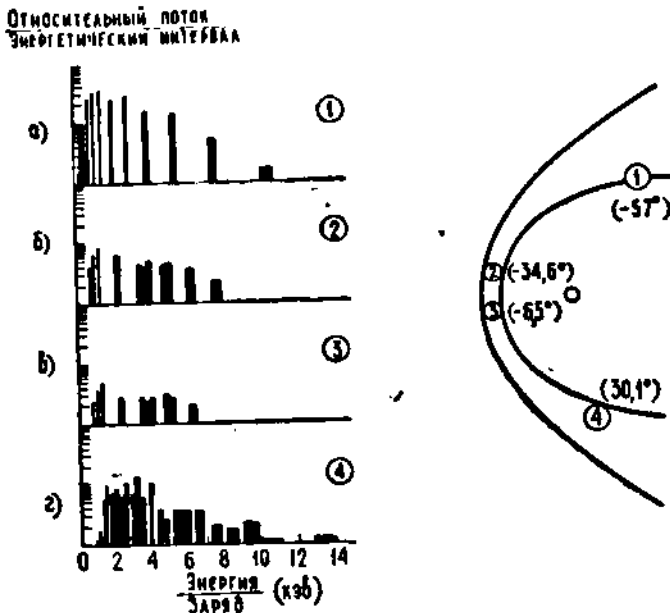 ОТНОСИТЕЛЬНЫЙ ПОТОК
ЭНЕРГЕТИЧЕСКИЙ ИНТЕРВАЛ
а)
1
б)
2
в)
3
г)
4
0 2 4 6 8 10 12 14
ЭНЕРГИЯ
ЗАРЯД
(кэв)
1
(-57°)
2 (-34,6°)
3 (-6,5°)
(30,1°)
4